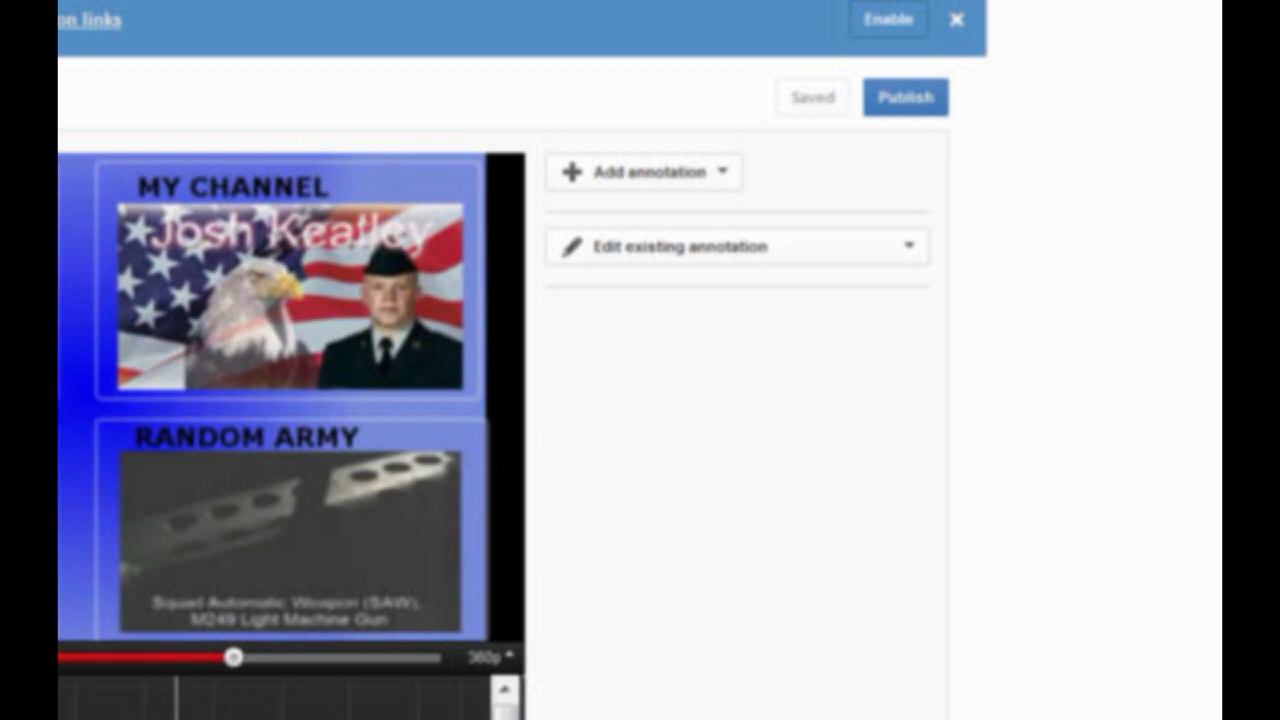 on links
Enable
Saved
Publish
MY CHANNEL
Add annotation
Josh Keatley
Edit existing annotation
RANDOM ARMY
Squad Automatic Weapon (SAW),
M249 Light Machine Gun
360p